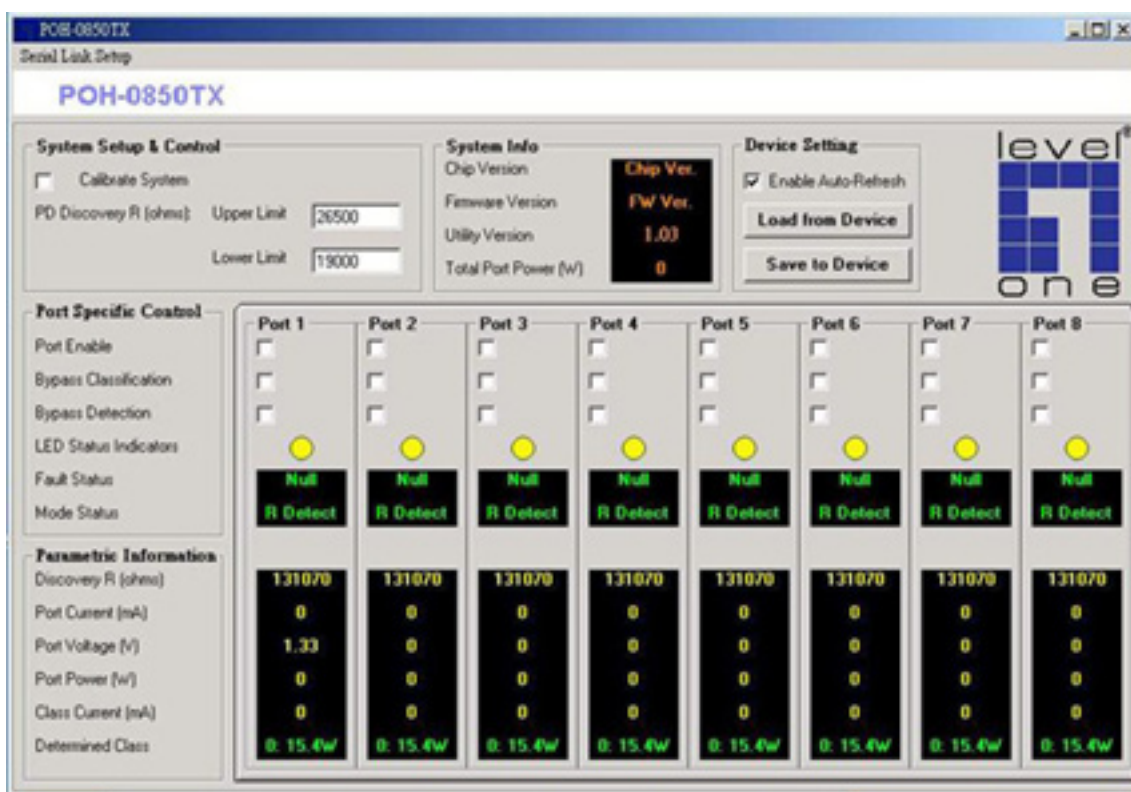 POH-0850TX
Serial Link Setup
POH-0850TX
System Setup & Control
Calibrate System
PD Discovery R (ohms): Upper Limit 26500
Lower Limit 19000
System Info
Chip Version Chip Ver.
Firmware Version FW Ver.
Utility Version 1.03
Total Port Power (W) 0
Device Setting
Enable Auto-Refresh
Load from Device
Save to Device
level®
one
Port Specific Control Port 1 Port 2 Port 3 Port 4 Port 5 Port 6 Port 7 Port 8
Port Enable
Bypass Classification
Bypass Detection
LED Status Indicators
Fault Status Null Null Null Null Null Null Null Null
Mode Status R Detect R Detect R Detect R Detect R Detect R Detect R Detect R Detect
Parametric Information
Discovery R (ohms) 131070 131070 131070 131070 131070 131070 131070 131070
Port Current (mA) 0 0 0 0 0 0 0 0
Port Voltage (V) 1.33 0 0 0 0 0 0 0
Port Power (W) 0 0 0 0 0 0 0 0
Class Current (mA) 0 0 0 0 0 0 0 0
Determined Class 0: 15.4W 0: 15.4W 0: 15.4W 0: 15.4W 0: 15.4W 0: 15.4W 0: 15.4W 0: 15.4W